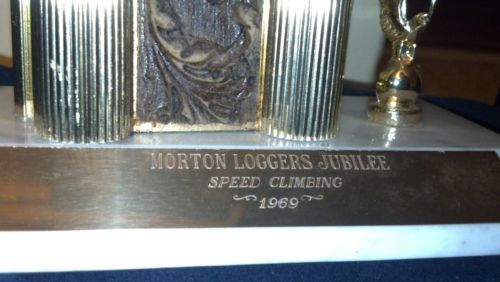 MORTON LOGGERS JUBILEE
SPEED CLIMBING
1969